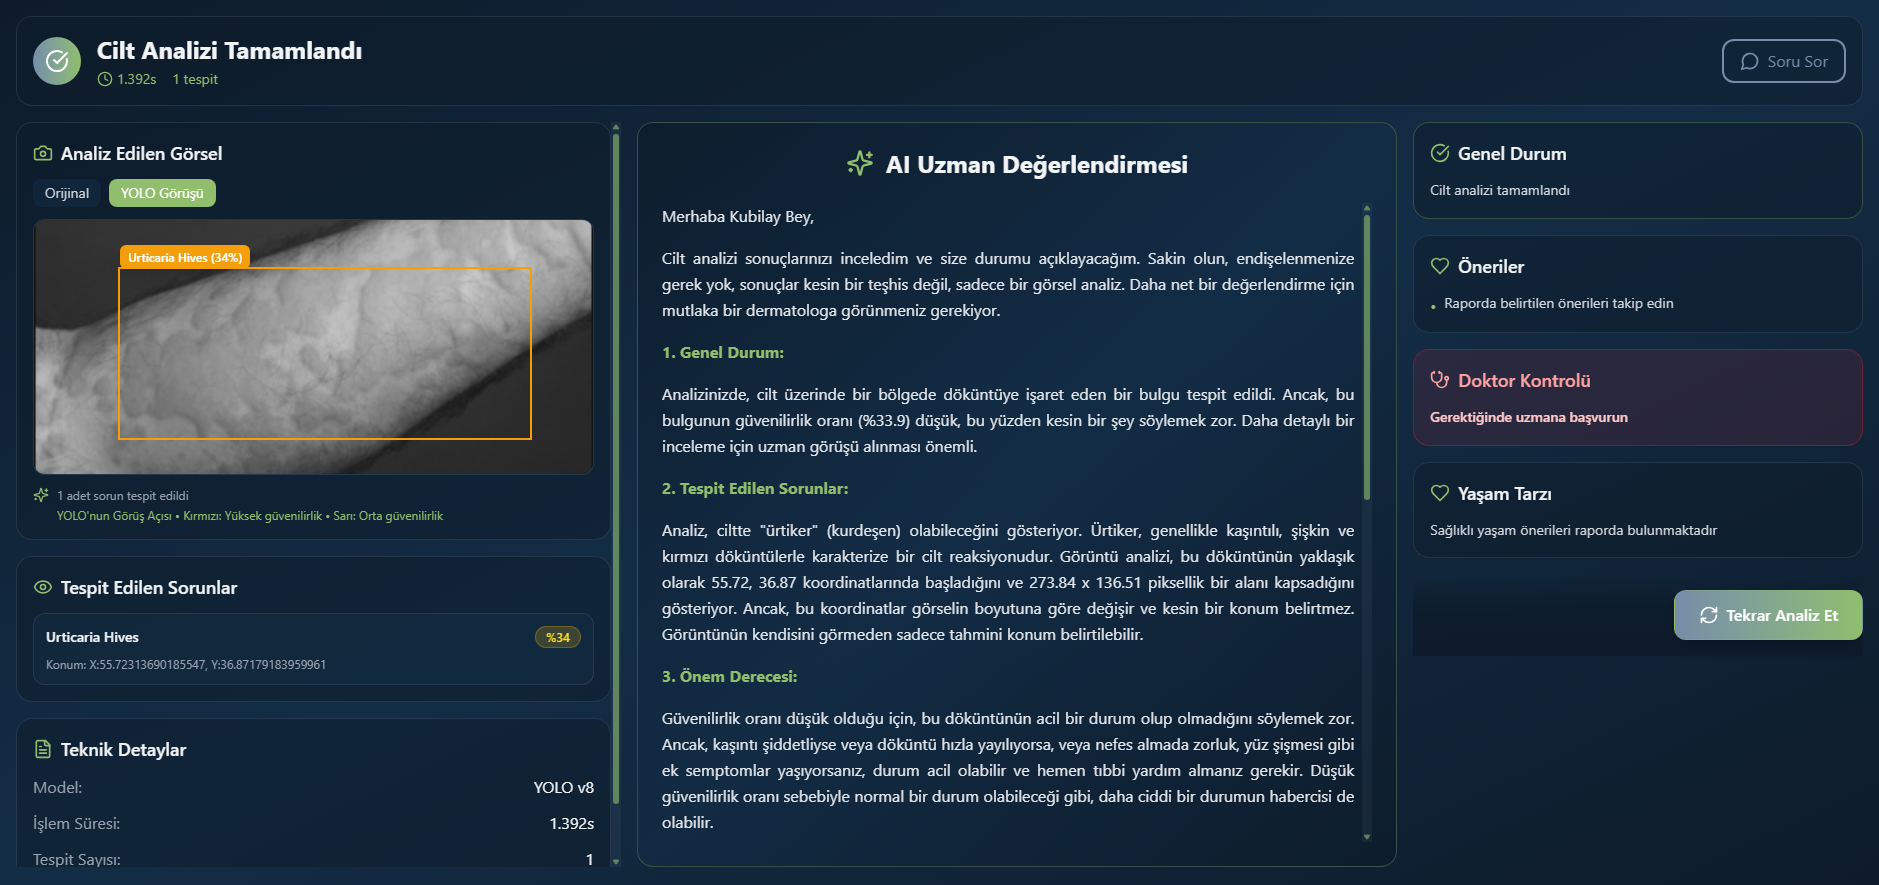 Cilt Analizi Tamamlandı
1.392s 1 tespit
Soru Sor
Analiz Edilen Görsel
Orijinal YOLO Görüşü
Urticaria Hives (34%)
1 adet sorun tespit edildi
YOLO'nun Görüş Açısı • Kırmızı: Yüksek güvenilirlik • Sarı: Orta güvenilirlik
Tespit Edilen Sorunlar
Urticaria Hives %34
Konum: X:55.72313690185547, Y:36.87179183959961
Teknik Detaylar
Model: YOLO v8
İşlem Süresi: 1.392s
Tespit Sayısı: 1
AI Uzman Değerlendirmesi
Merhaba Kubilay Bey,
Cilt analizi sonuçlarınızı inceledim ve size durumu açıklayacağım. Sakin olun, endişelenmenize
gerek yok, sonuçlar kesin bir teşhis değil, sadece bir görsel analiz. Daha net bir değerlendirme için
mutlaka bir dermatologa görünmeniz gerekiyor.
1. Genel Durum:
Analizinizde, cilt üzerinde bir bölgede döküntüye işaret eden bir bulgu tespit edildi. Ancak, bu
bulgunun güvenilirlik oranı (%33.9) düşük, bu yüzden kesin bir şey söylemek zor. Daha detaylı bir
inceleme için uzman görüşü alınması önemli.
2. Tespit Edilen Sorunlar:
Analiz, ciltte "ürtiker" (kurdeşen) olabileceğini gösteriyor. Ürtiker, genellikle kaşıntılı, şişkin ve
kırmızı döküntülerle karakterize bir cilt reaksiyonudur. Görüntü analizi, bu döküntünün yaklaşık
olarak 55.72, 36.87 koordinatlarında başladığını ve 273.84 x 136.51 piksellik bir alanı kapsadığını
gösteriyor. Ancak, bu koordinatlar görselin boyutuna göre değişir ve kesin bir konum belirtmez.
Görüntünün kendisini görmeden sadece tahmini konum belirtilebilir.
3. Önem Derecesi:
Güvenilirlik oranı düşük olduğu için, bu döküntünün acil bir durum olup olmadığını söylemek zor.
Ancak, kaşıntı şiddetliyse veya döküntü hızla yayılıyorsa, veya nefes almada zorluk, yüz şişmesi gibi
ek semptomlar yaşıyorsanız, durum acil olabilir ve hemen tıbbi yardım almanız gerekir. Düşük
güvenilirlik oranı sebebiyle normal bir durum olabileceği gibi, daha ciddi bir durumun habercisi de
olabilir.
Genel Durum
Cilt analizi tamamlandı
Öneriler
• Raporda belirtilen önerileri takip edin
Doktor Kontrolü
Gerektiğinde uzmana başvurun
Yaşam Tarzı
Sağlıklı yaşam önerileri raporda bulunmaktadır
Tekrar Analiz Et